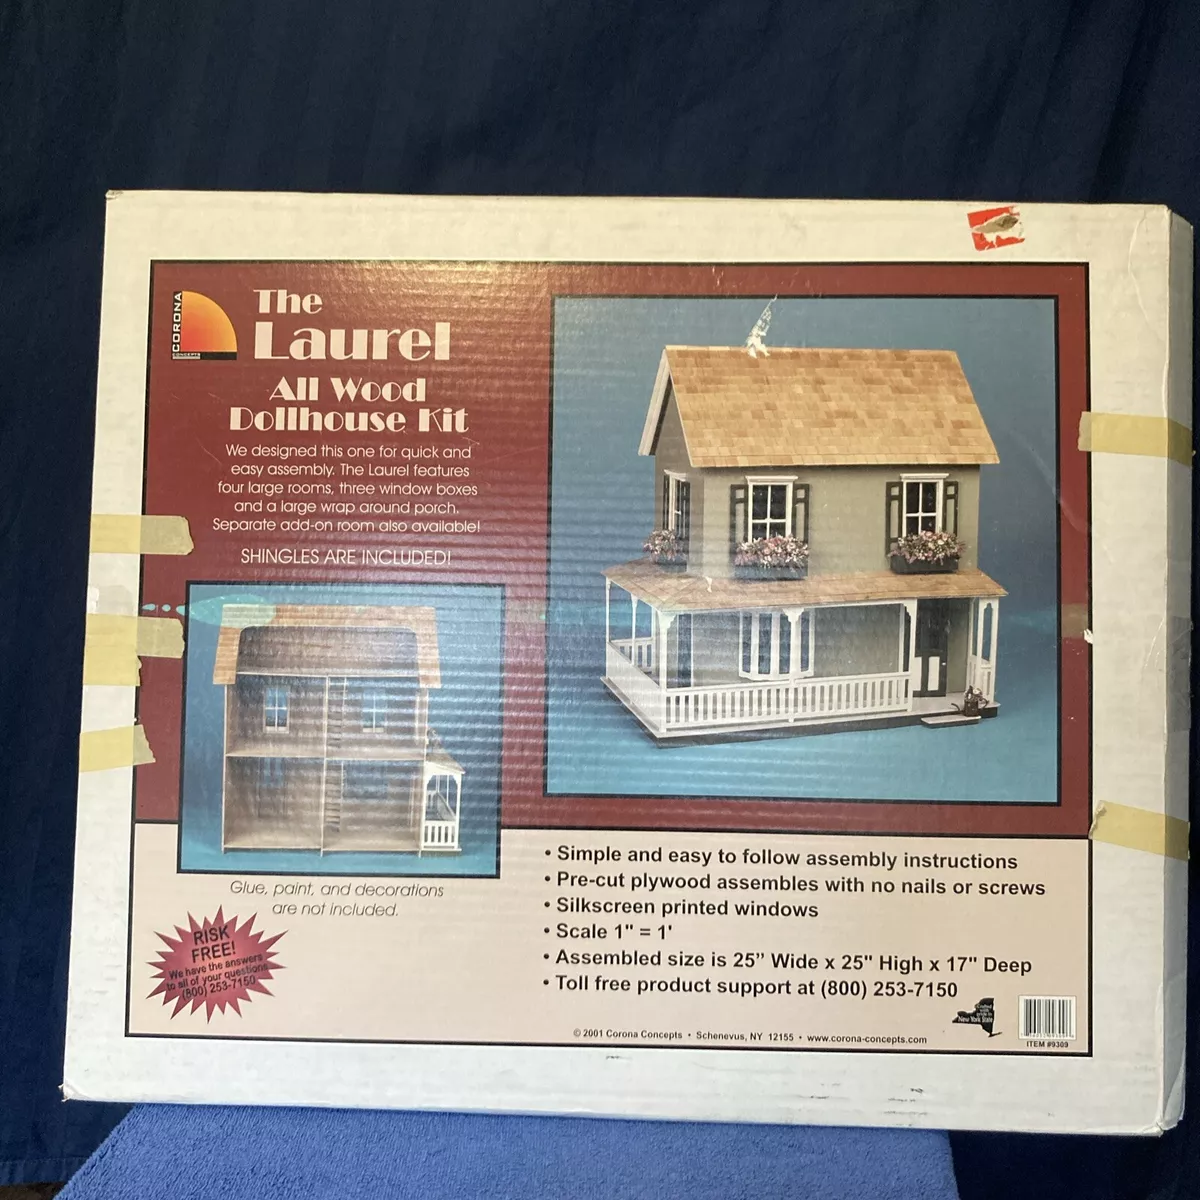 CORONA
CONCEPTS
The
Laurel
All Wood
Dollhouse Kit
We designed this one for quick and
easy assembly. The Laurel features
four large rooms, three window boxes
and a large wrap around porch.
Separate add-on room also available!
SHINGLES ARE INCLUDED!
Glue, paint, and decorations
are not included.
RISK
FREE!
We have the answers
to all of your questions
(800) 253-7150
• Simple and easy to follow assembly instructions
• Pre-cut plywood assembles with no nails or screws
• Silkscreen printed windows
• Scale 1" = 1'
• Assembled size is 25” Wide x 25" High x 17" Deep
• Toll free product support at (800) 253-7150
Crafted
with
pride in
New York State
© 2001 Corona Concepts • Schenevus, NY 12155 • www.corona-concepts.com
ITEM #9309